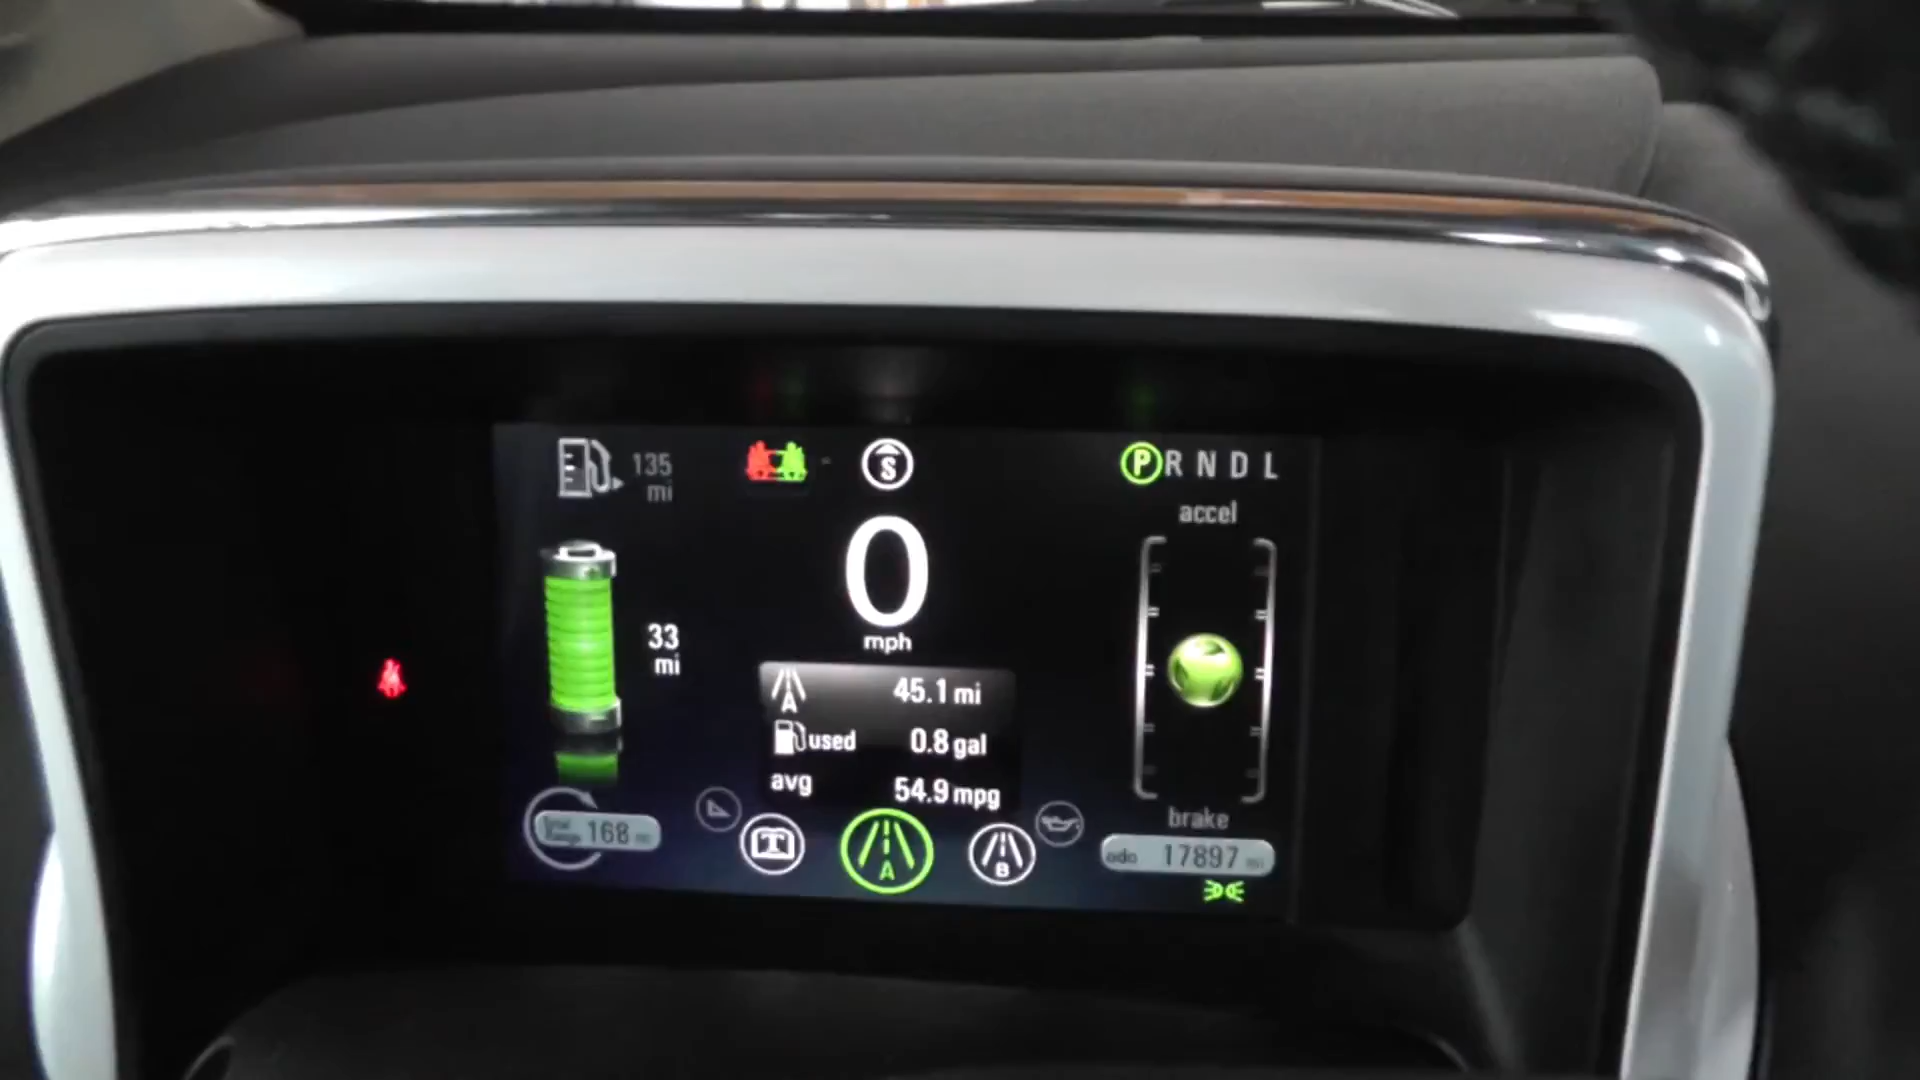 135
mi
S
P R N D L
accel
0
mph
33
mi
A 45.1 mi
used 0.8 gal
avg 54.9 mpg
brake
168
T
A
B
odo 17897 mi